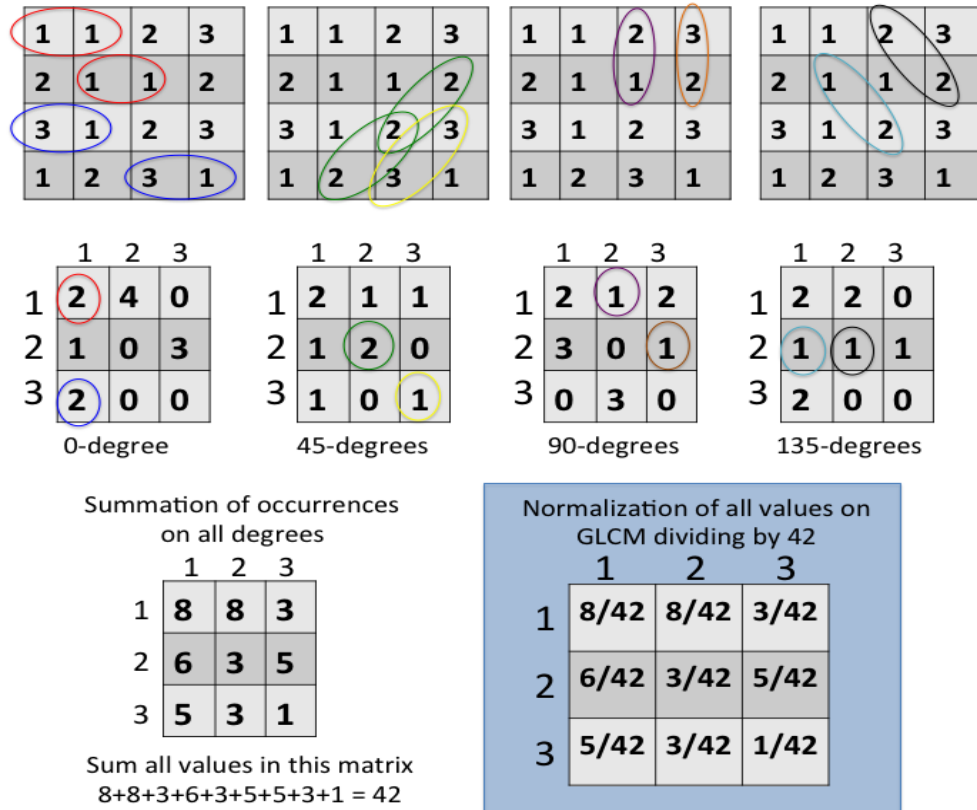 1 1 2 3 1 1 2 3 1 1 2 3 1 1 2 3
2 1 1 2 2 1 1 2 2 1 1 2 2 1 1 2
3 1 2 3 3 1 2 3 3 1 2 3 3 1 2 3
1 2 3 1 1 2 3 1 1 2 3 1 1 2 3 1
1 2 3 1 2 3 1 2 3 1 2 3
1 2 4 0 1 2 1 1 1 2 1 2 1 2 2 0
2 1 0 3 2 1 2 0 2 3 0 1 2 1 1 1
3 2 0 0 3 1 0 1 3 0 3 0 3 2 0 0
0-degree 45-degrees 90-degrees 135-degrees
Summation of occurrences
on all degrees
1 2 3
1 8 8 3
2 6 3 5
3 5 3 1
Sum all values in this matrix
8+8+3+6+3+5+5+3+1 = 42
Normalization of all values on
GLCM dividing by 42
1 2 3
1 8/42 8/42 3/42
2 6/42 3/42 5/42
3 5/42 3/42 1/42